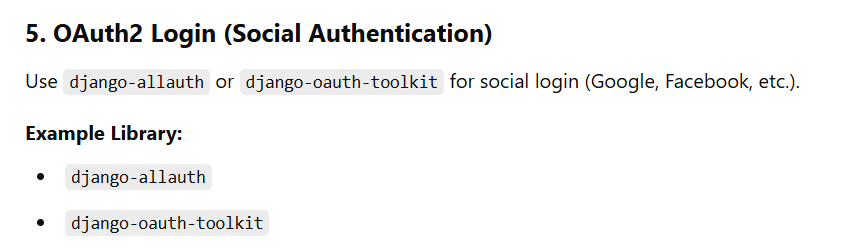 5. OAuth2 Login (Social Authentication)
Use django-allauth or django-oauth-toolkit for social login (Google, Facebook, etc.).
Example Library:
• django-allauth
• django-oauth-toolkit